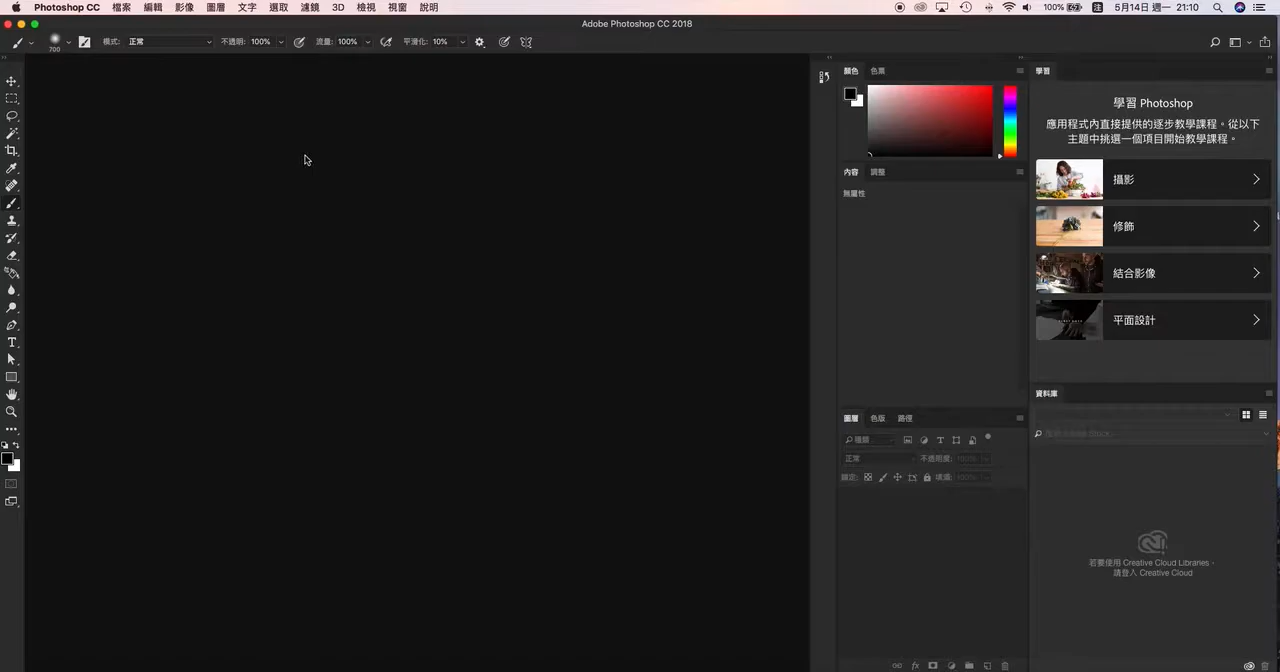 Photoshop CC 檔案 編輯 影像 圖層 文字 選取 濾鏡 3D 檢視 視窗 說明 100% 5月14日 週一 21:10
Adobe Photoshop CC 2018
700 模式: 正常 不透明: 100% 流量: 100% 平滑化: 10%
顏色 色票
學習
學習 Photoshop
應用程式內直接提供的逐步教學課程。從以下
主題中挑選一個項目開始教學課程。
攝影
修飾
結合影像
平面設計
內容 調整
無屬性
資料庫
圖層 色版 路徑
種類
正常 不透明度: 100%
鎖定: 填滿: 100%
若要使用 Creative Cloud Libraries，
請登入 Creative Cloud
fx